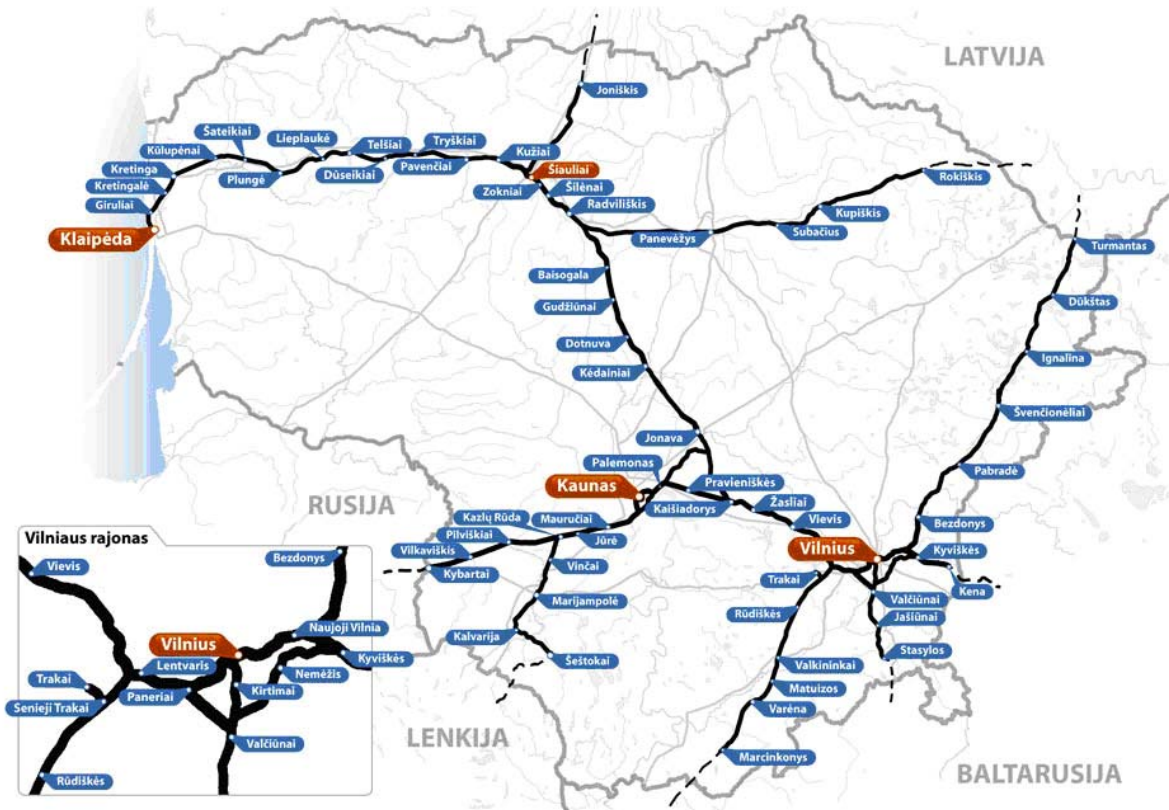 LATVIJA
Joniškis
Šateikiai
Lieplaukė
Telšiai
Tryškiai
Kūlupėnai
Kužiai
Kretinga
Plungė
Dūseikiai
Pavenčiai
Šiauliai
Rokiškis
Kretingalė
Zokniai
Šilėnai
Giruliai
Radviliškis
Kupiškis
Klaipėda
Panevėžys
Subačius
Turmantas
Baisogala
Gudžiūnai
Dūkštas
Dotnuva
Ignalina
Kėdainiai
Švenčionėliai
Jonava
Palemonas
Pabradė
Kaunas
Pravieniškės
RUSIJA
Kaišiadorys
Žasliai
Kazlų Rūda
Mauručiai
Vievis
Bezdonys
Pilviškiai
Jūrė
Vilkaviškis
Vilnius
Kyviškės
Kybartai
Vinčai
Trakai
Kena
Marijampolė
Rūdiškės
Valčiūnai
Jašiūnai
Kalvarija
Stasylos
Šeštokai
Valkininkai
Matuizos
Varėna
LENKIJA
Marcinkonys
BALTARUSIJA
Vilniaus rajonas
Bezdonys
Vievis
Naujoji Vilnia
Vilnius
Kyviškės
Lentvaris
Nemėžis
Trakai
Paneriai
Kirtimai
Senieji Trakai
Valčiūnai
Rūdiškės